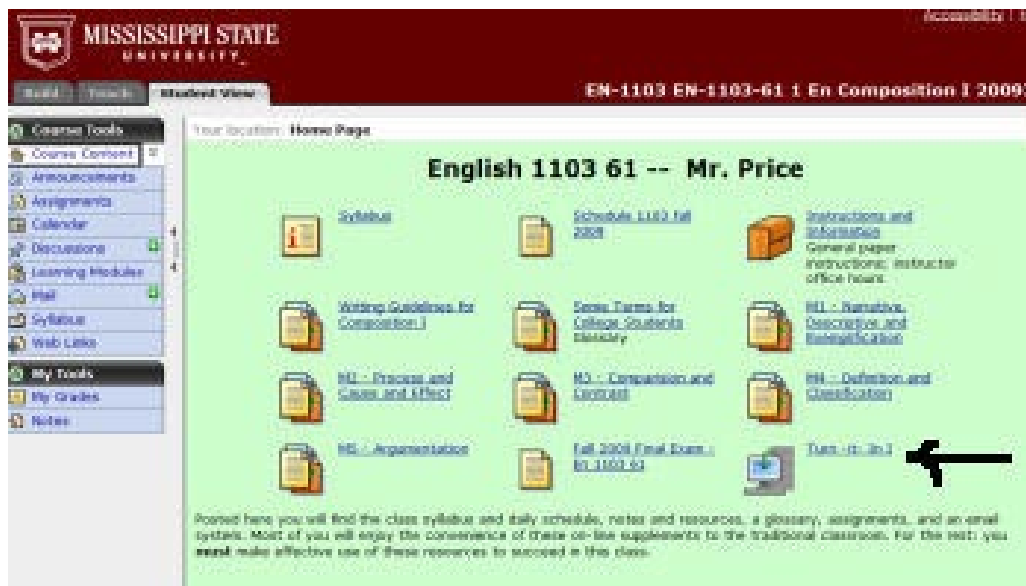 Accessibility
MISSISSIPPI STATE
UNIVERSITY
Build Teach Student View
EN-1103 EN-1103-61 1 En Composition I 2009
Course Tools
Course Content
Announcements
Assignments
Calendar
Discussions
Learning Modules
Mail
Syllabus
Web Links
My Tools
My Grades
Notes
Your location: Home Page
English 1103 61 -- Mr. Price
Syllabus
Schedule 1103 Fall
2009
Instructions and
Information
General paper
instructions; instructor
office hours
Writing Guidelines for
Composition I
Some Terms for
College Students
Glossary
M1 - Narrative,
Descriptive and
Exemplification
M2 - Process and
Cause and Effect
M3 - Comparison and
Contrast
M4 - Definition and
Classification
M5 - Argumentation
Fall 2009 Final Exam -
En 1103 61
Turn -it- In I
Posted here you will find the class syllabus and daily schedule, notes and resources, a glossary, assignments, and an email
system. Most of you will enjoy the convenience of these on-line supplements to the traditional classroom. For the rest: you
must make effective use of these resources to succeed in this class.